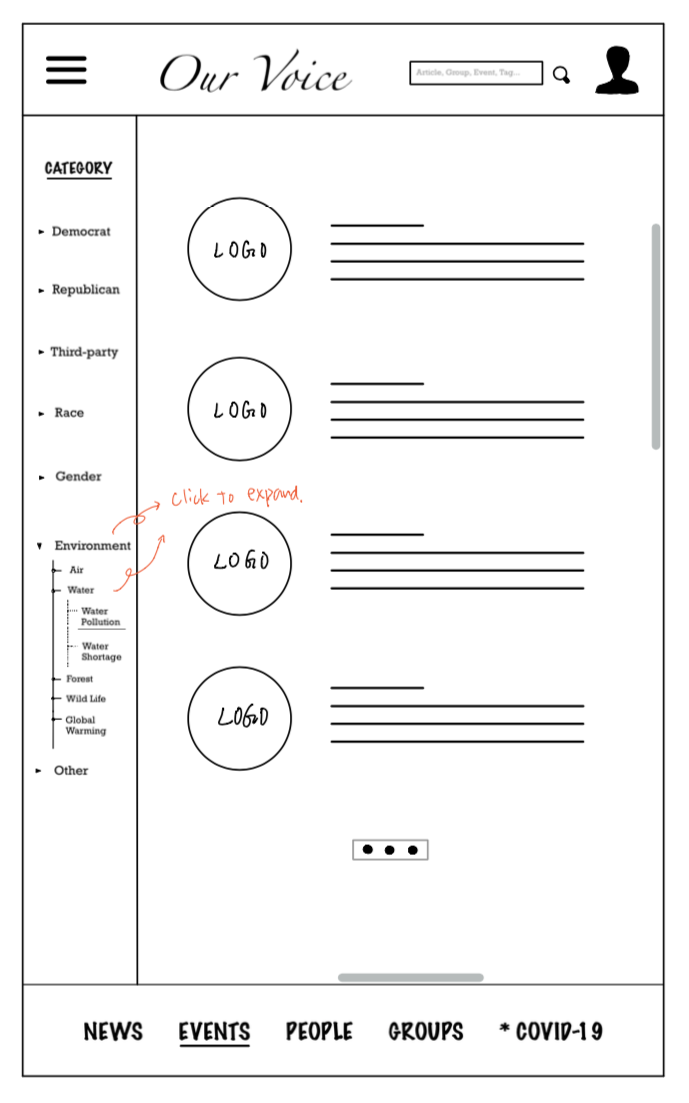 Our Voice
Article, Group, Event, Tag...
CATEGORY
Democrat
Republican
Third-party
Race
Gender
click to expand.
Environment
Air
Water
Water
Pollution
Water
Shortage
Forest
Wild Life
Global
Warming
Other
LOGO
LOGO
LOGO
LOGO
NEWS EVENTS PEOPLE GROUPS * COVID-19